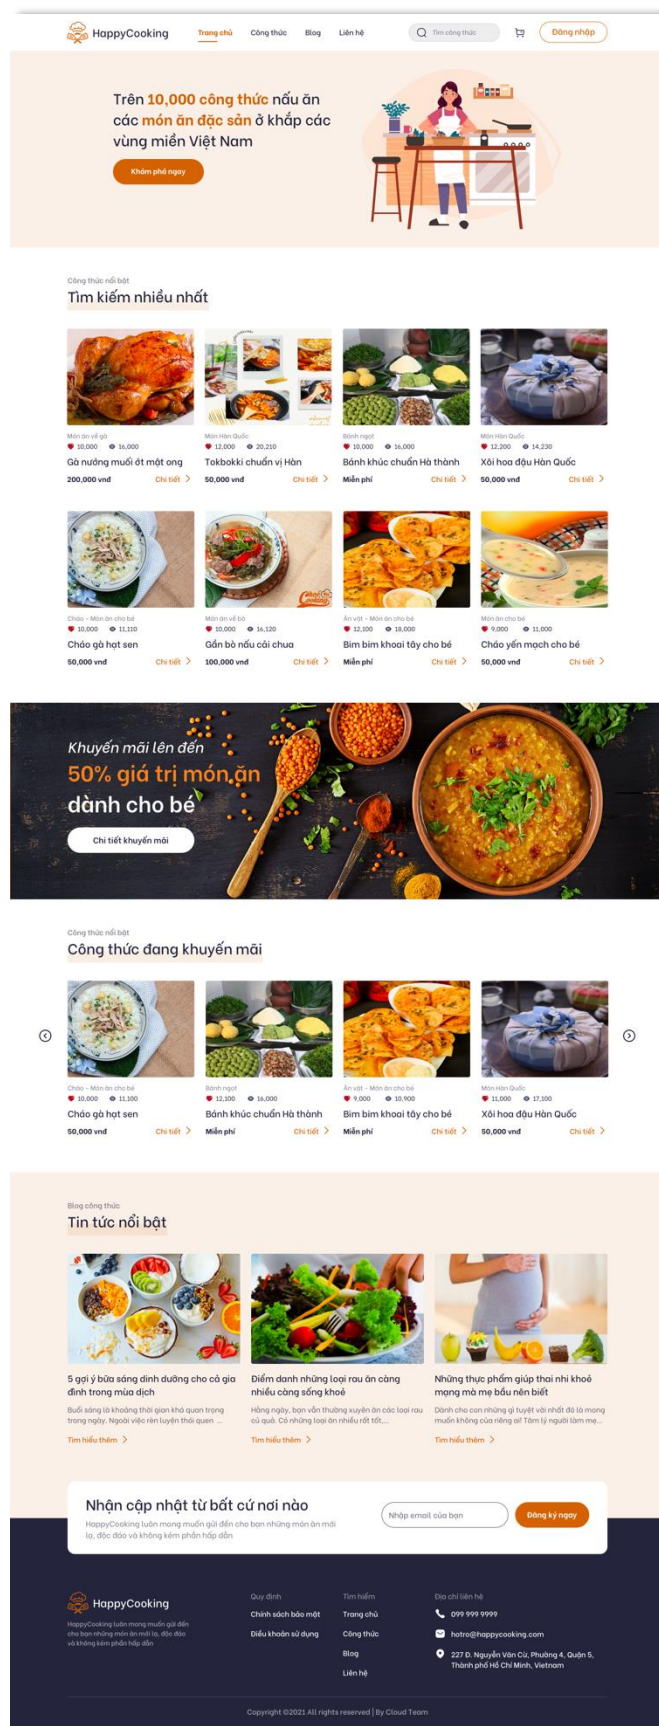 HappyCooking
Trang chủ
Công thức
Blog
Liên hệ
Tìm công thức
Đăng nhập
Trên 10,000 công thức nấu ăn
các món ăn đặc sản ở khắp các
vùng miền Việt Nam
Khám phá ngay
Công thức nổi bật
Tìm kiếm nhiều nhất
Món ăn về gà
10,000 16,000
Gà nướng muối ớt mật ong
200,000 vnđ Chi tiết
Món Hàn Quốc
12,000 20,210
Tokbokki chuẩn vị Hàn
50,000 vnđ Chi tiết
Bánh ngọt
10,000 16,000
Bánh khúc chuẩn Hà thành
Miễn phí Chi tiết
Món Hàn Quốc
12,200 14,230
Xôi hoa đậu Hàn Quốc
50,000 vnđ Chi tiết
Cháo - Món ăn cho bé
10,000 11,110
Cháo gà hạt sen
50,000 vnđ Chi tiết
Món ăn về bò
10,000 16,120
Gần bò nấu cải chua
100,000 vnđ Chi tiết
Ăn vặt - Món ăn cho bé
12,100 18,000
Bim bim khoai tây cho bé
Miễn phí Chi tiết
Món ăn cho bé
9,000 11,000
Cháo yến mạch cho bé
50,000 vnđ Chi tiết
Khuyến mãi lên đến
50% giá trị món ăn
dành cho bé
Chi tiết khuyến mãi
Công thức nổi bật
Công thức đang khuyến mãi
Cháo - Món ăn cho bé
10,000 11,100
Cháo gà hạt sen
50,000 vnđ Chi tiết
Bánh ngọt
12,100 16,000
Bánh khúc chuẩn Hà thành
Miễn phí Chi tiết
Ăn vặt - Món ăn cho bé
9,000 10,900
Bim bim khoai tây cho bé
Miễn phí Chi tiết
Món Hàn Quốc
11,000 17,100
Xôi hoa đậu Hàn Quốc
50,000 vnđ Chi tiết
Blog công thức
Tin tức nổi bật
5 gợi ý bữa sáng dinh dưỡng cho cả gia
đình trong mùa dịch
Buổi sáng là khoảng thời gian khá quan trọng
trong ngày. Ngoài việc rèn luyện thói quen ...
Tìm hiểu thêm
Điểm danh những loại rau ăn càng
nhiều càng sống khoẻ
Hằng ngày, bạn vẫn thường xuyên ăn các loại rau
củ quả. Có những loại ăn nhiều rất tốt,...
Tìm hiểu thêm
Những thực phẩm giúp thai nhi khoẻ
mạng mà mẹ bầu nên biết
Dành cho con những gì tuyệt vời nhất đó là mong
muốn không của riêng ai! Tâm lý người làm mẹ...
Tìm hiểu thêm
Nhận cập nhật từ bất cứ nơi nào
HappyCooking luôn mong muốn gửi đến cho bạn những món ăn mới
lạ, độc đáo và không kém phần hấp dẫn
Nhập email của bạn
Đăng ký ngay
HappyCooking
HappyCooking luôn mong muốn gửi đến
cho bạn những món ăn mới lạ, độc đáo
và không kém phần hấp dẫn
Quy định
Chính sách bảo mật
Điều khoản sử dụng
Tìm hiếm
Trang chủ
Công thức
Blog
Liên hệ
Địa chỉ liên hệ
099 999 9999
hotro@happycooking.com
227 Đ. Nguyễn Văn Cừ, Phường 4, Quận 5,
Thành phố Hồ Chí Minh, Vietnam
Copyright ©2021 All rights reserved | By Cloud Team